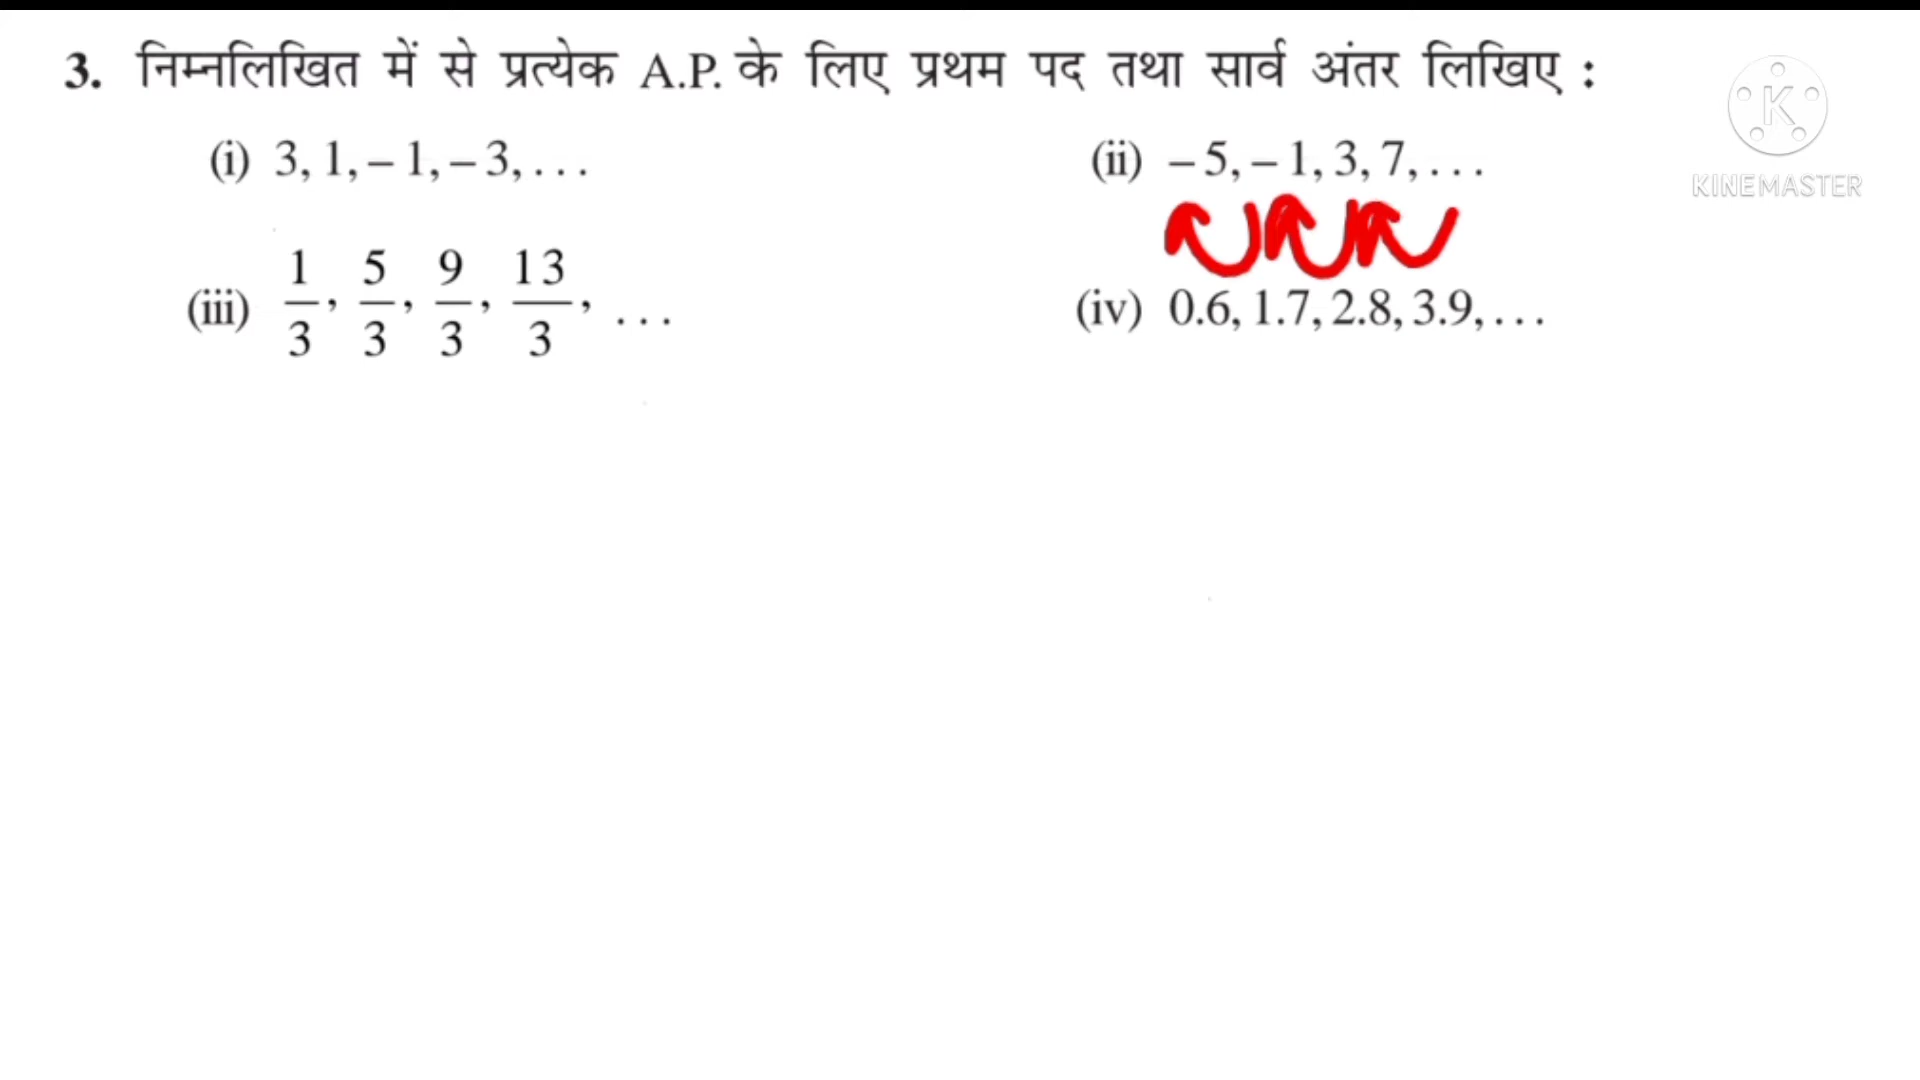 3. निम्नलिखित में से प्रत्येक A.P. के लिए प्रथम पद तथा सार्व अंतर लिखिए :
(i) 3, 1, – 1, – 3, . . .
(ii) – 5, – 1, 3, 7, . . .
(iii) 1/3, 5/3, 9/3, 13/3, . . .
(iv) 0.6, 1.7, 2.8, 3.9, . . .
K
KINEMASTER